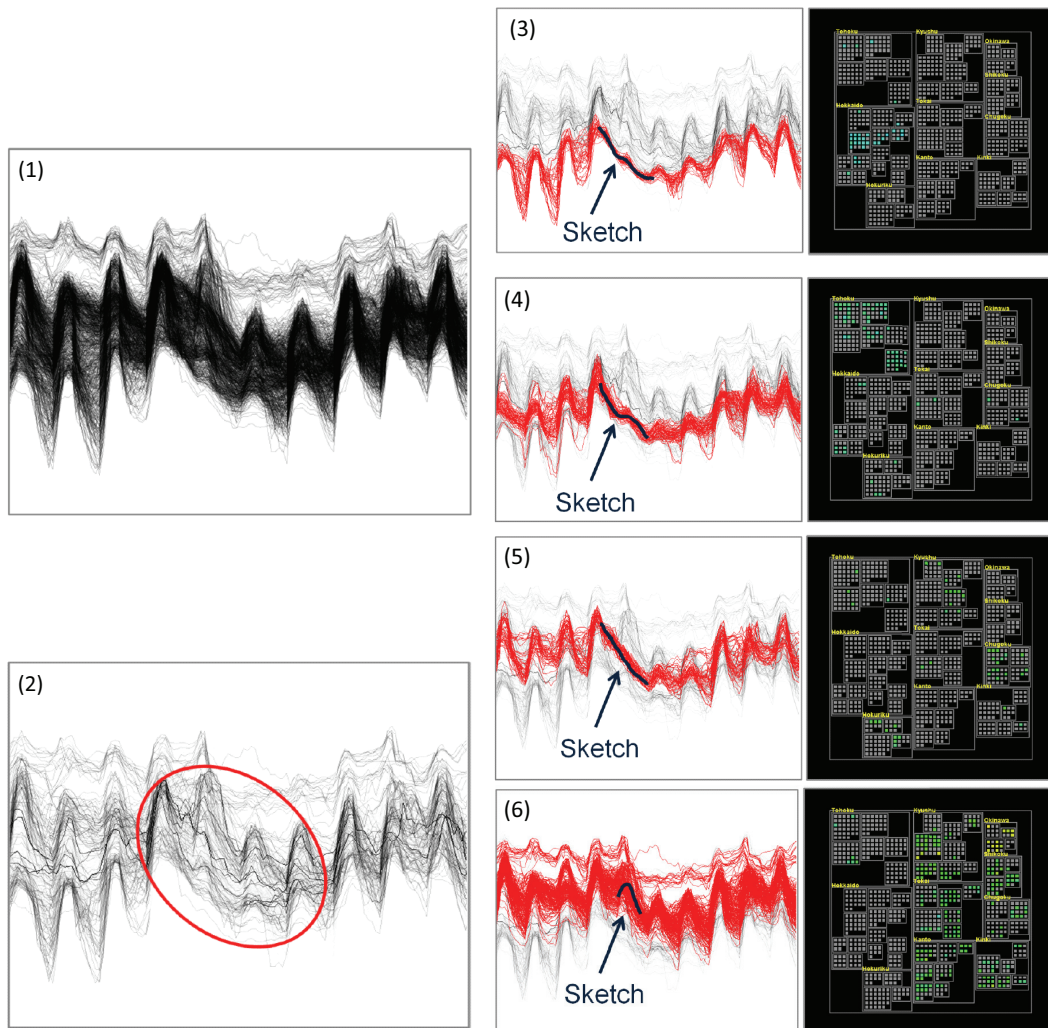 (1)
(2)
(3)
Sketch
Tohoku
Kyushu
Okinawa
Shikoku
Hokkaido
Tokai
Chugoku
Kanto
Kinki
Hokuriku
(4)
Sketch
Tohoku
Kyushu
Okinawa
Shikoku
Hokkaido
Tokai
Chugoku
Kanto
Kinki
Hokuriku
(5)
Sketch
Tohoku
Kyushu
Okinawa
Shikoku
Hokkaido
Tokai
Chugoku
Kanto
Kinki
Hokuriku
(6)
Sketch
Tohoku
Kyushu
Okinawa
Shikoku
Hokkaido
Tokai
Chugoku
Kanto
Kinki
Hokuriku